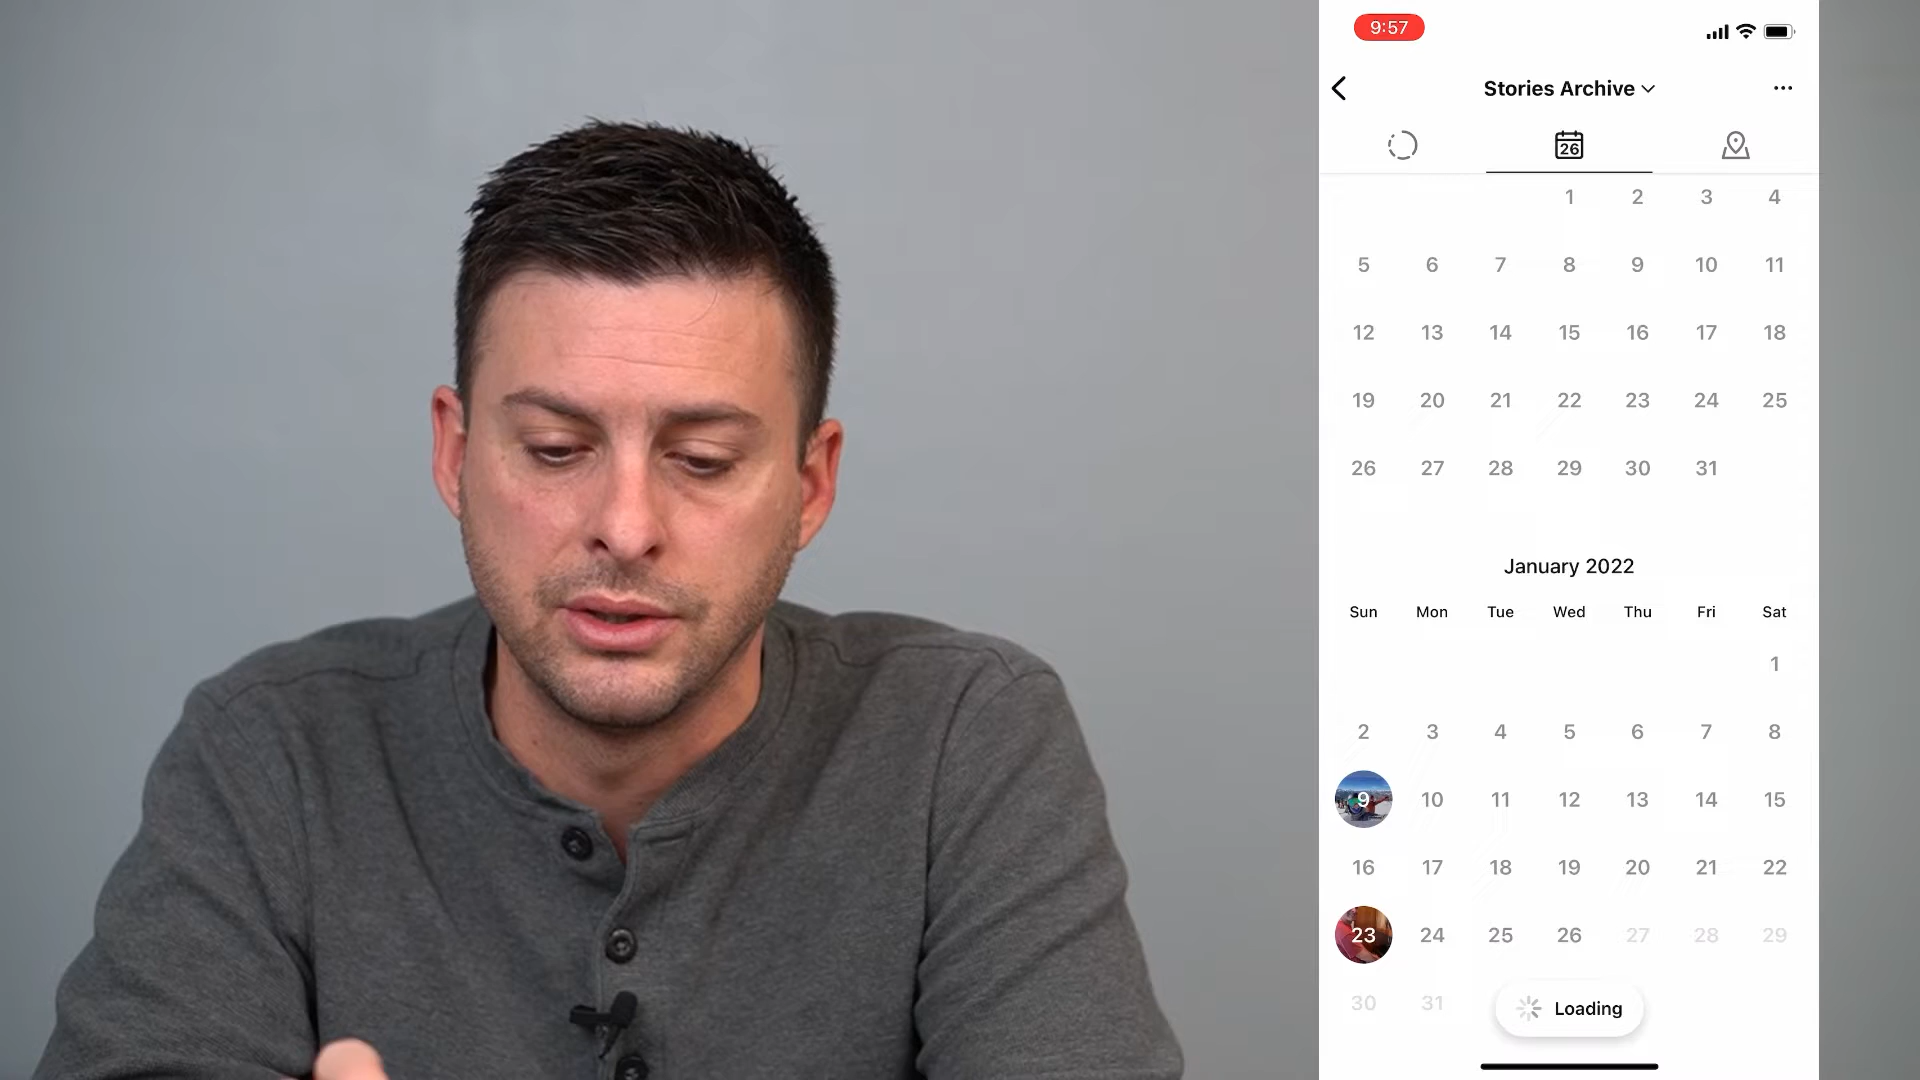 9:57
Stories Archive
26
1 2 3 4
5 6 7 8 9 10 11
12 13 14 15 16 17 18
19 20 21 22 23 24 25
26 27 28 29 30 31
January 2022
Sun Mon Tue Wed Thu Fri Sat
1
2 3 4 5 6 7 8
9 10 11 12 13 14 15
16 17 18 19 20 21 22
23 24 25 26 27 28 29
30 31
Loading